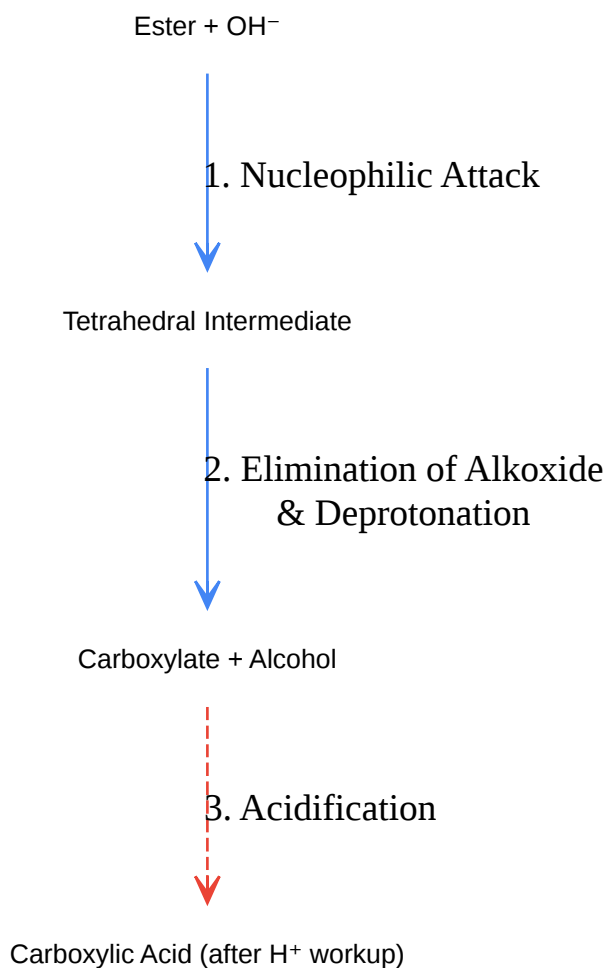 Ester + OH⁻
1. Nucleophilic Attack
Tetrahedral Intermediate
2. Elimination of Alkoxide
& Deprotonation
Carboxylate + Alcohol
3. Acidification
Carboxylic Acid (after H⁺ workup)